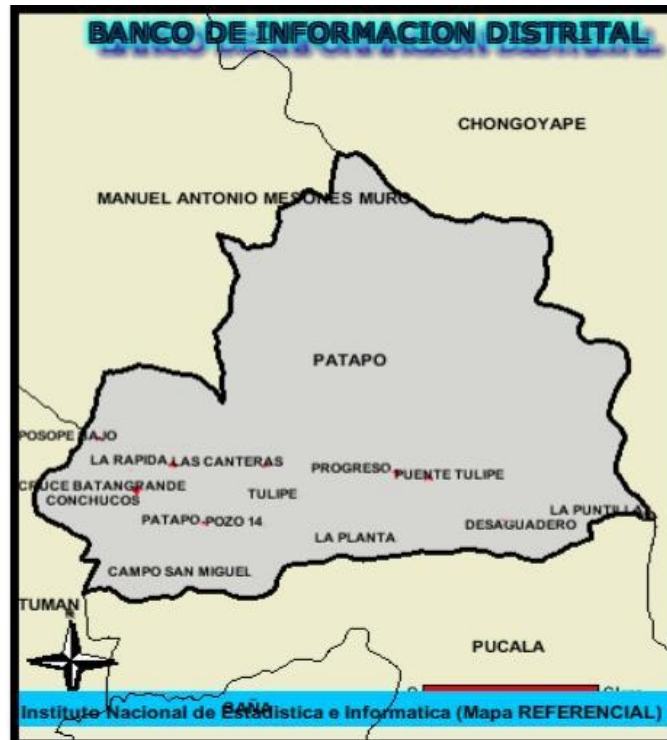 BANCO DE INFORMACION DISTRITAL
CHONGOYAPE
MANUEL ANTONIO MESONES MURO
PATAPO
POSOPE BAJO
LA RAPIDA LAS CANTERAS
PROGRESO PUENTE TULIPE
CRUCE BATANGRANDE
CONCHUCOS
TULIPE
LA PUNTILLA
PATAPO POZO 14
DESAGUADERO
LA PLANTA
CAMPO SAN MIGUEL
TUMAN
N
PUCALA
SAÑA
Instituto Nacional de Estadistica e Informatica (Mapa REFERENCIAL)